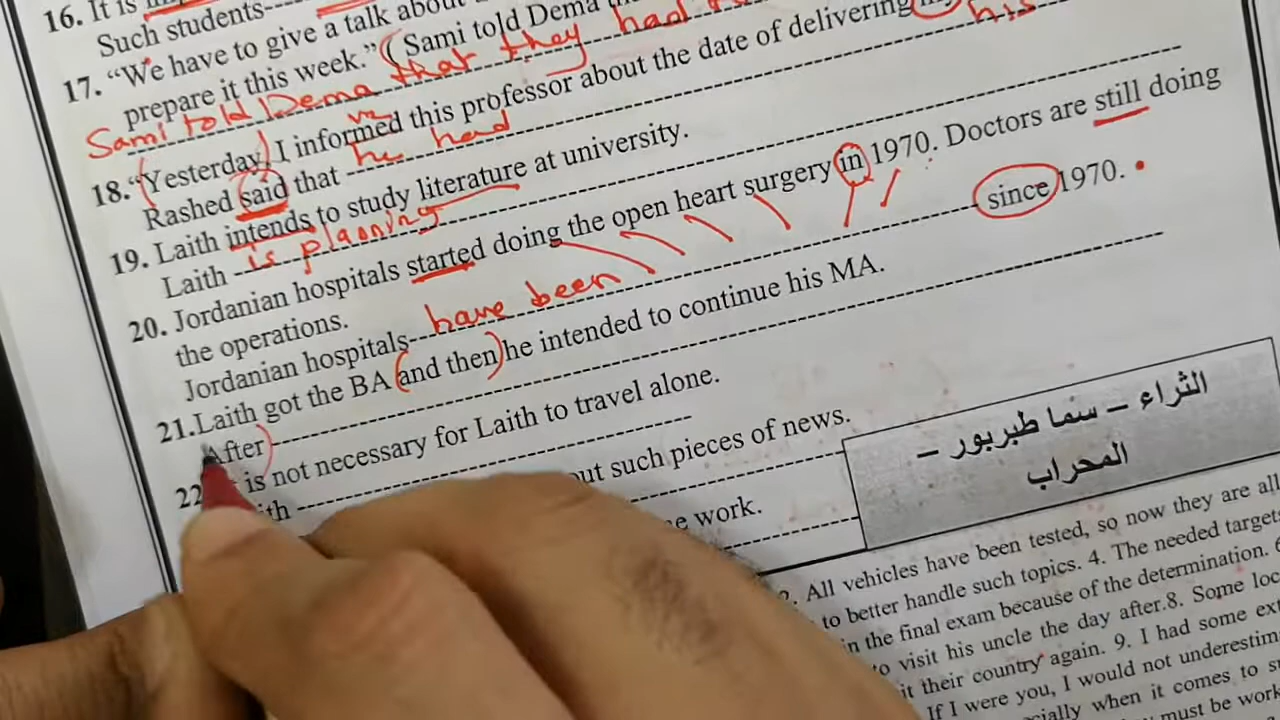 16. It is
Such students
17. "We have to give a talk about
prepare it this week." (Sami told Dema
Sami told Dema that they had
18. "Yesterday, I informed this professor about the date of delivering
his
Rashed said that he had
19. Laith intends to study literature at university.
Laith is planning
20. Jordanian hospitals started doing the open heart surgery in 1970. Doctors are still doing
the operations.
Jordanian hospitals have been since 1970.
21. Laith got the BA and then he intended to continue his MA.
After
22 is not necessary for Laith to travel alone.
such pieces of news.
work.
الثراء – سما طبربور –
المحراب
All vehicles have been tested, so now they are all
to better handle such topics. 4. The needed targets
in the final exam because of the determination. 6
to visit his uncle the day after.8. Some loc
it their country again. 9. I had some ex
If I were you, I would not underestim
especially when it comes to
must be work